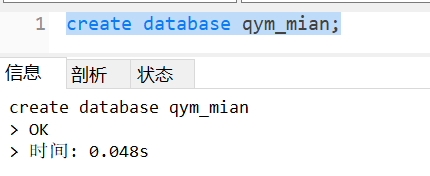 1 create database qym_mian;
信息 剖析 状态
create database qym_mian
> OK
> 时间: 0.048s